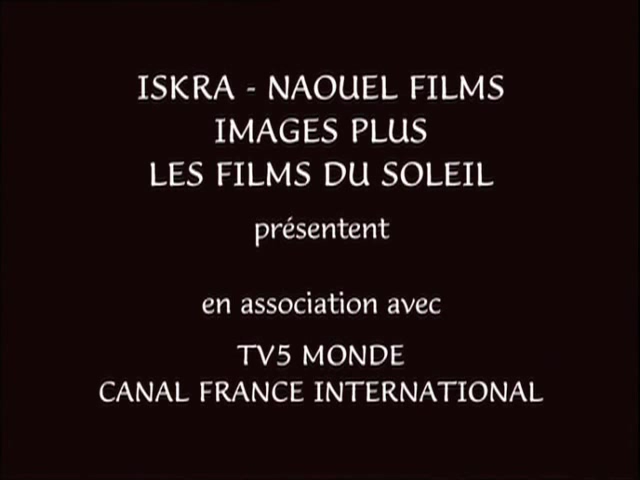 ISKRA - NAOUEL FILMS
IMAGES PLUS
LES FILMS DU SOLEIL
présentent
en association avec
TV5 MONDE
CANAL FRANCE INTERNATIONAL